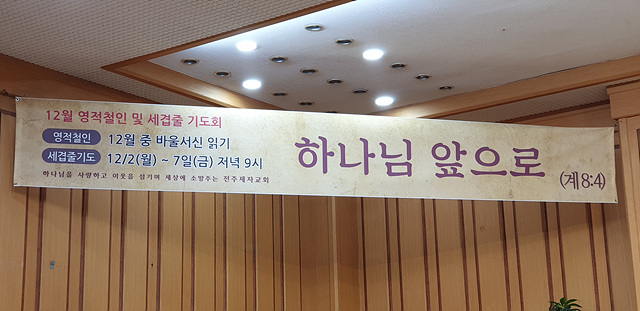 12월 영적철인 및 세겹줄 기도회
영적철인 12월 중 바울서신 읽기
세겹줄기도 12/2(월) ~ 7일(금) 저녁 9시
하나님을 사랑하고 이웃을 섬기며 세상에 소망주는 전주제자교회
하나님 앞으로 (계8:4)